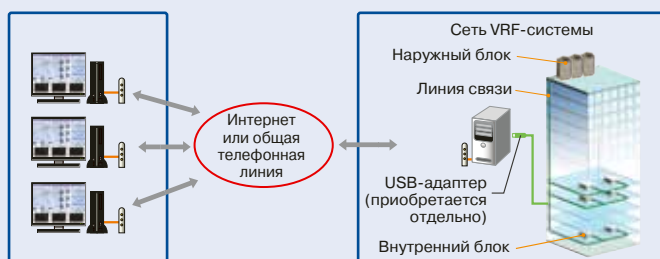 Сеть VRF-системы
Наружный блок
Линия связи
Интернет
или общая
телефонная
линия
USB-адаптер
(приобретается
отдельно)
Внутренний блок